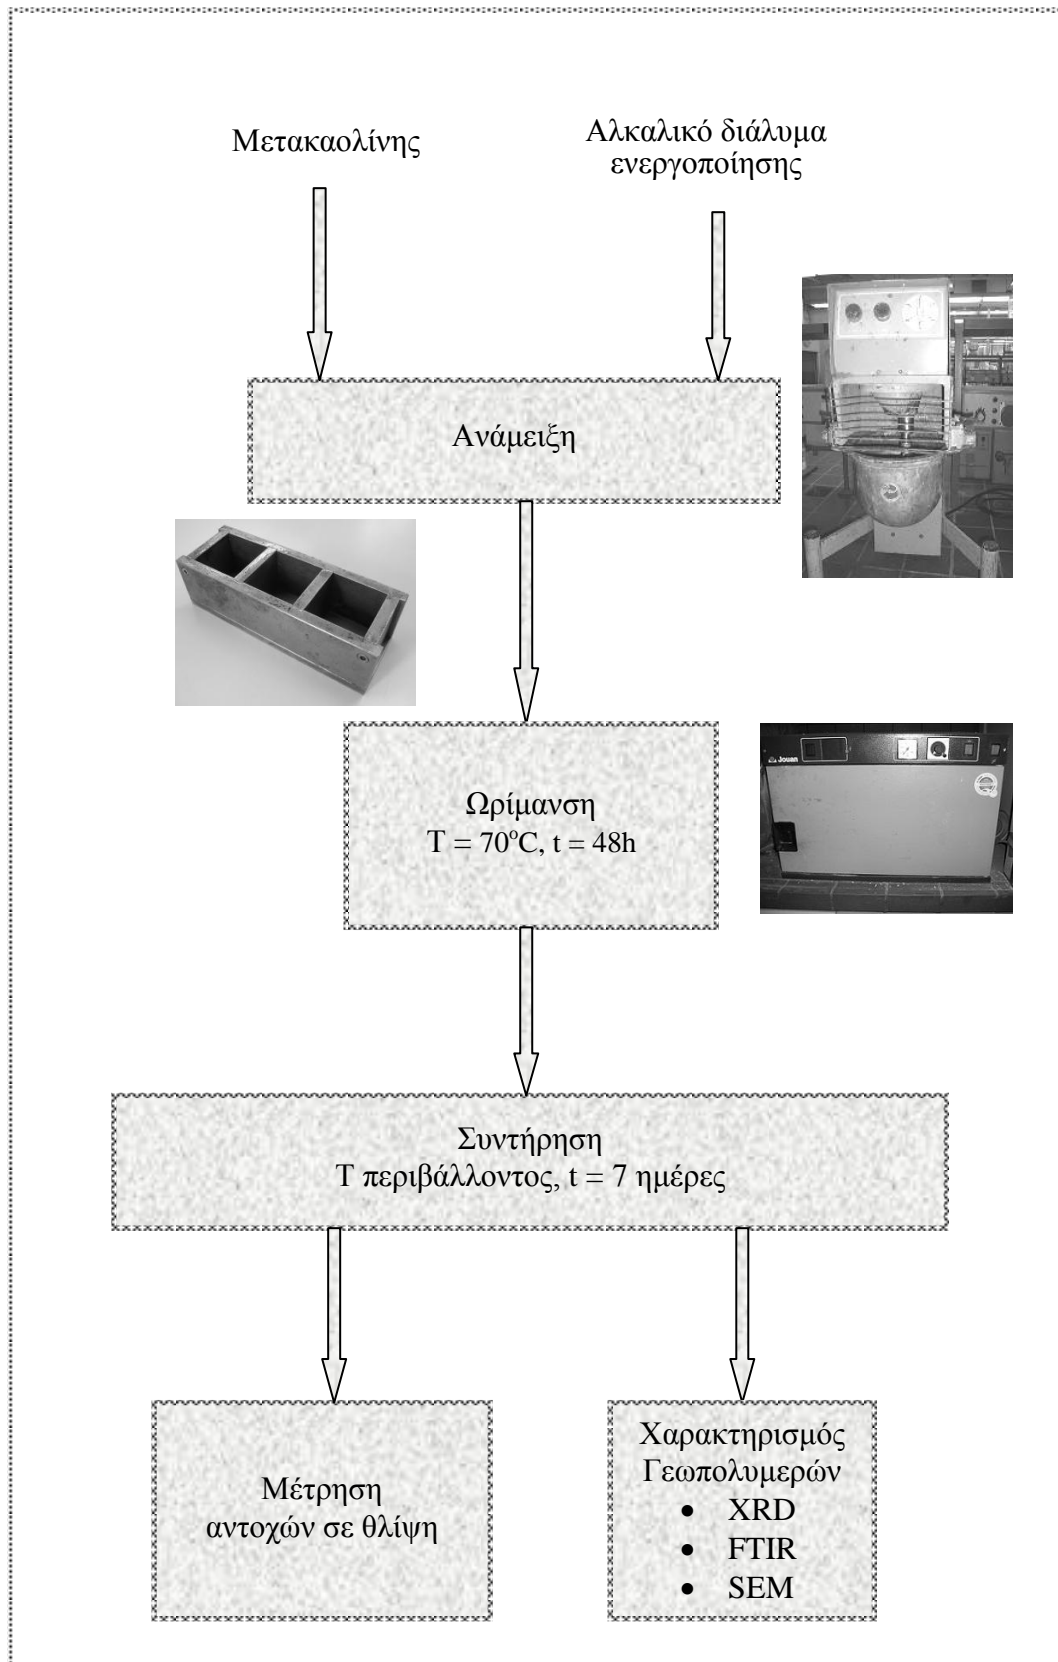 Μετακαολίνης
Αλκαλικό διάλυμα
ενεργοποίησης
Ανάμειξη
Ωρίμανση
T = 70°C, t = 48h
Jouan
Συντήρηση
Τ περιβάλλοντος, t = 7 ημέρες
Μέτρηση
αντοχών σε θλίψη
Χαρακτηρισμός
Γεωπολυμερών
• XRD
• FTIR
• SEM